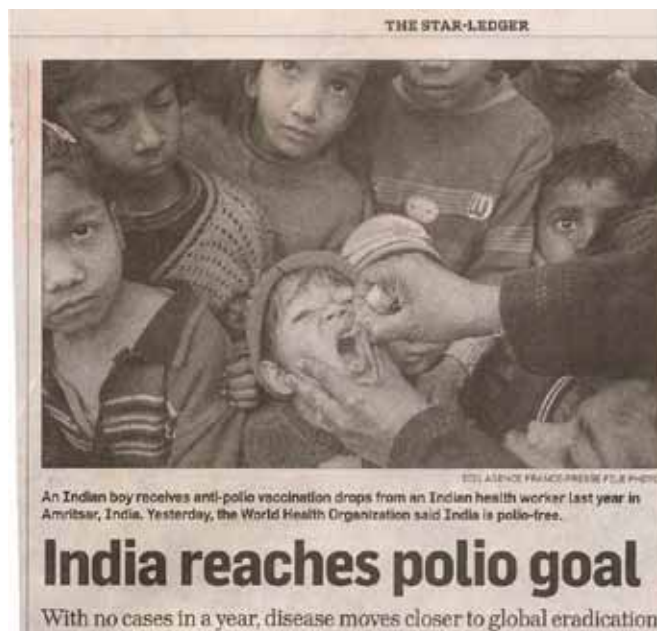 THE STAR-LEDGER
2011 AGENCE FRANCE-PRESSE FILE PHOTO
An Indian boy receives anti-polio vaccination drops from an Indian health worker last year in
Amritsar, India. Yesterday, the World Health Organization said India is polio-free.
India reaches polio goal
With no cases in a year, disease moves closer to global eradication